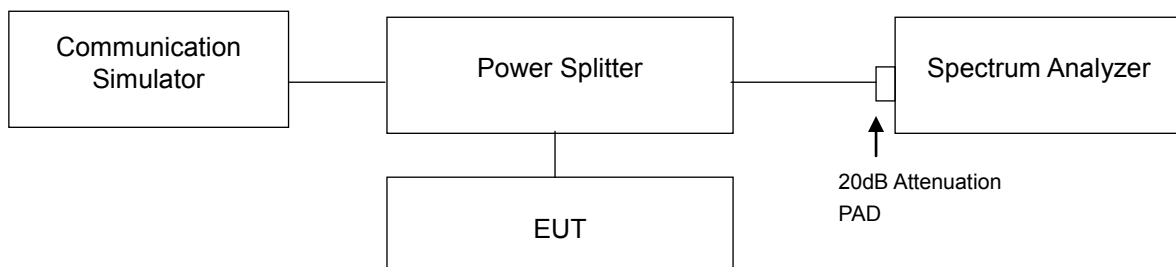 Communication
Simulator
Power Splitter
Spectrum Analyzer
20dB Attenuation
PAD
EUT